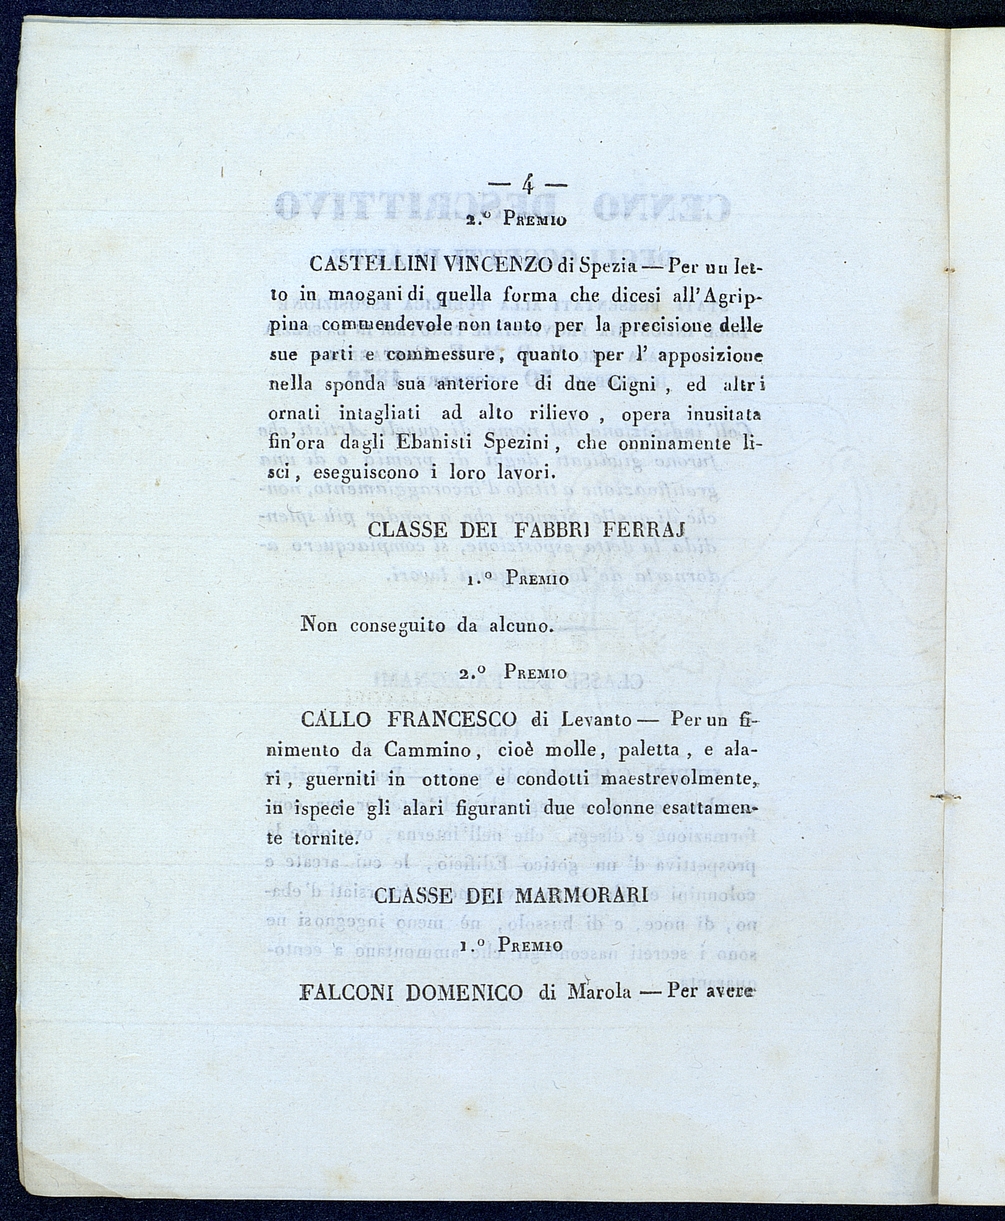 — 4 —
2.º PREMIO
CASTELLINI VINCENZO di Spezia — Per un let-
to in maogani di quella forma che dicesi all'Agrip-
pina commendevole non tanto per la precisione delle
sue parti e commessure, quanto per l' apposizione
nella sponda sua anteriore di due Cigni , ed altri
ornati intagliati ad alto rilievo , opera inusitata
fin'ora dagli Ebanisti Spezini , che onninamente li-
sci, eseguiscono i loro lavori.
CLASSE DEI FABBRI FERRAJ
1.º PREMIO
Non conseguito da alcuno.
2.º PREMIO
CALLO FRANCESCO di Levanto — Per un fi-
nimento da Cammino, cioè molle, paletta , e ala-
ri , guerniti in ottone e condotti maestrevolmente,
in ispecie gli alari figuranti due colonne esattamen-
te tornite.
CLASSE DEI MARMORARI
1.º PREMIO
FALCONI DOMENICO di Marola — Per avere